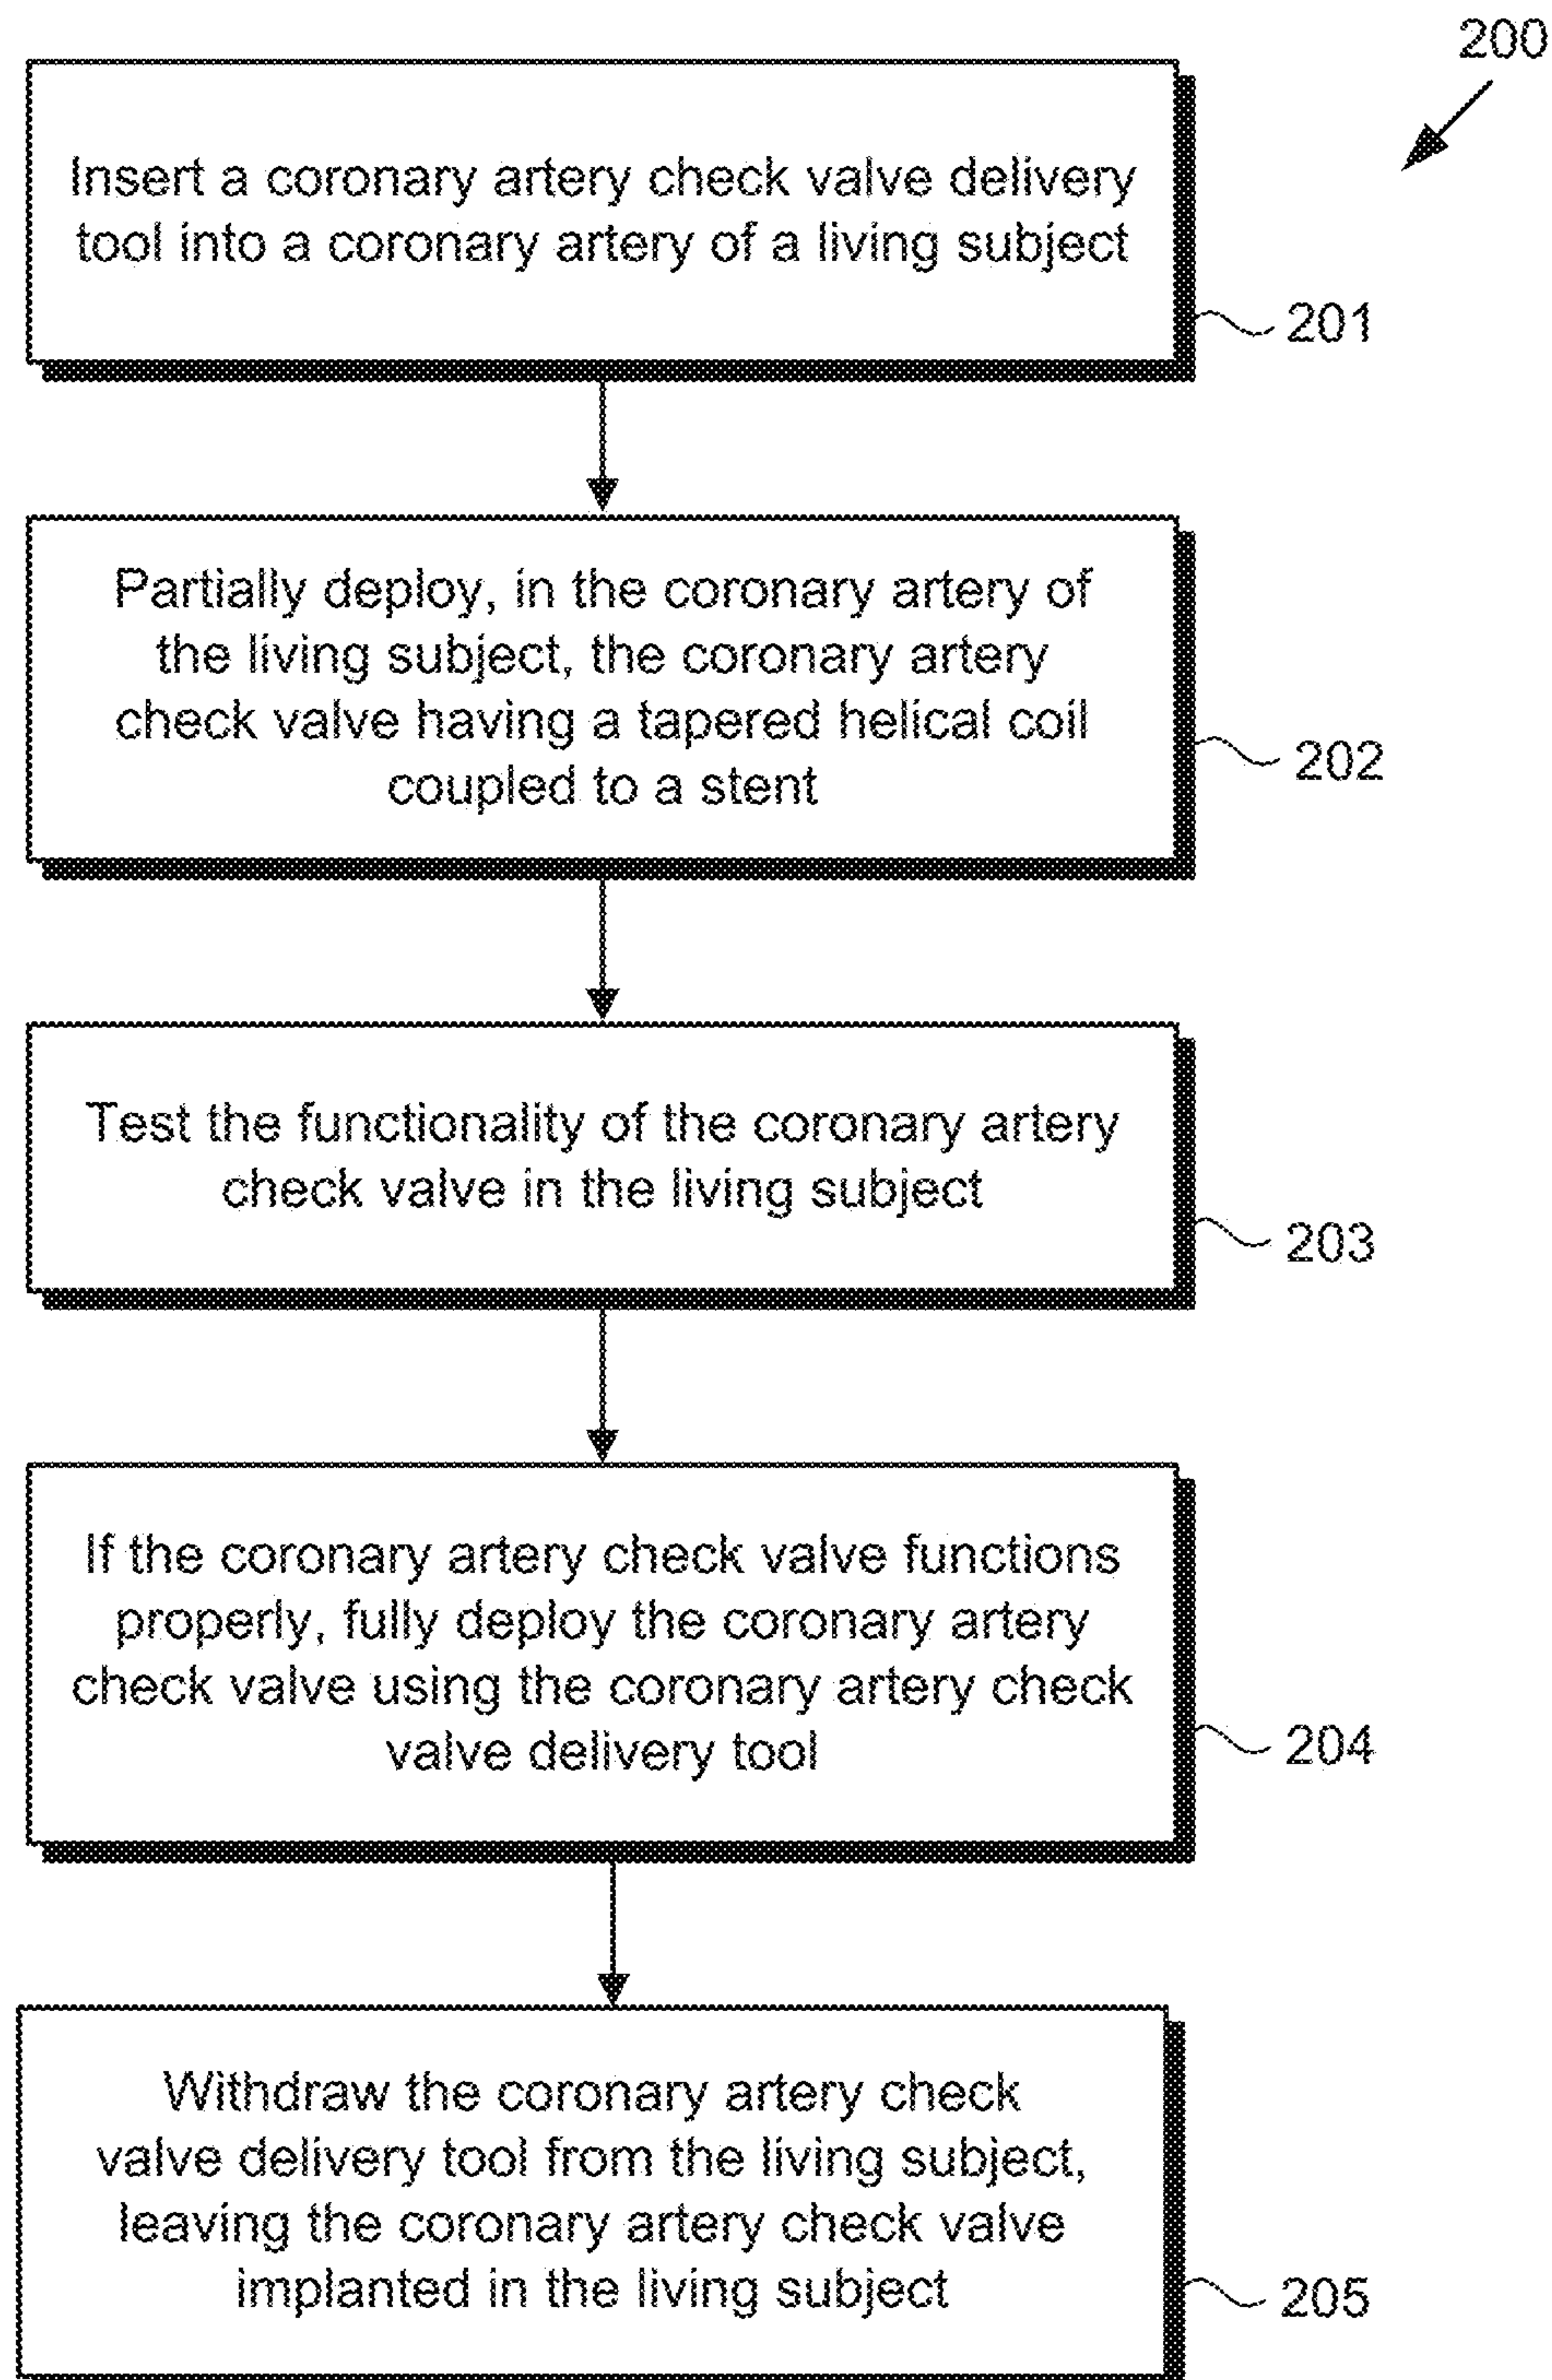 200
Insert a coronary artery check valve delivery
tool into a coronary artery of a living subject
201
Partially deploy, in the coronary artery of
the living subject, the coronary artery
check valve having a tapered helical coil
coupled to a stent
202
Test the functionality of the coronary artery
check valve in the living subject
203
If the coronary artery check valve functions
properly, fully deploy the coronary artery
check valve using the coronary artery check
valve delivery tool
204
Withdraw the coronary artery check
valve delivery tool from the living subject,
leaving the coronary artery check valve
implanted in the living subject
205